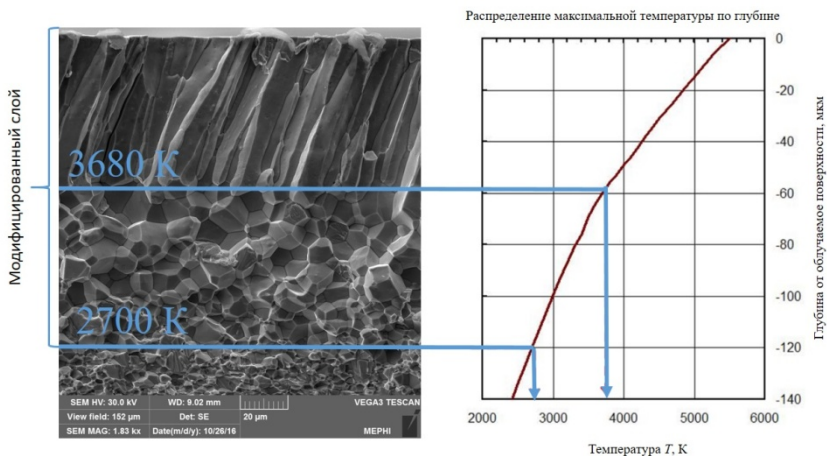 Модифицированный слой
3680 К
2700 К
SEM HV: 30.0 kV
WD: 9.02 mm
VEGA3 TESCAN
View field: 152 µm
Det: SE
20 µm
SEM MAG: 1.83 kx
Date(m/d/y): 10/26/16
MEPHI
Распределение максимальной температуры по глубине
0
-20
-40
-60
-80
-100
-120
-140
Глубина от облучаемое поверхности, мкм
2000 3000 4000 5000 6000
Температура T, K